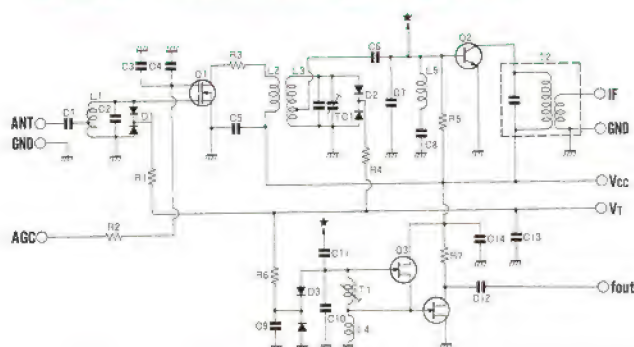 C3
C4
Q1
R3
L2
L3
C6
★
Q2
T2
L1
C2
D1
TC1
D2
C7
L5
R5
IF
ANT
C1
GND
GND
C5
C8
R1
R4
VCC
VT
AGC
R2
★
C11
Q3
C14
C13
R6
D3
T1
R7
C10
L4
C12
fout
C9